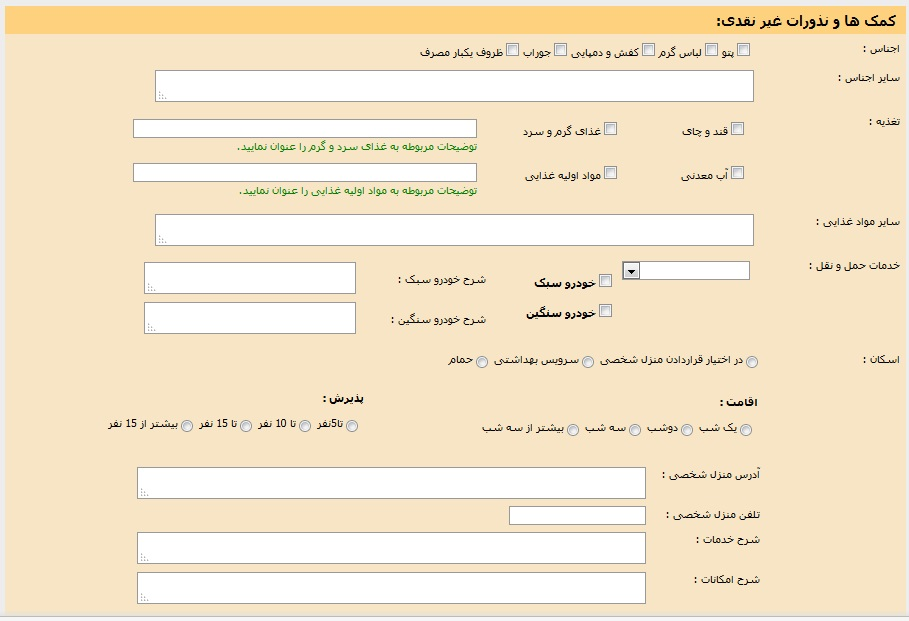 کمک ها و نذورات غیر نقدی:
اجناس : پتو لباس گرم کفش و دمپایی جوراب ظروف یکبار مصرف
سایر اجناس :
تغذیه : قند و چای غذای گرم و سرد
توضیحات مربوطه به غذای سرد و گرم را عنوان نمایید.
آب معدنی مواد اولیه غذایی
توضیحات مربوطه به مواد اولیه غذایی را عنوان نمایید.
سایر مواد غذایی :
خدمات حمل و نقل : خودرو سبک شرح خودرو سبک :
خودرو سنگین شرح خودرو سنگین :
اسکان : در اختیار قراردادن منزل شخصی سرویس بهداشتی حمام
اقامت : پذیرش :
یک شب دوشب سه شب بیشتر از سه شب تا5نفر تا 10 نفر تا 15 نفر بیشتر از 15 نفر
آدرس منزل شخصی :
تلفن منزل شخصی :
شرح خدمات :
شرح امکانات :